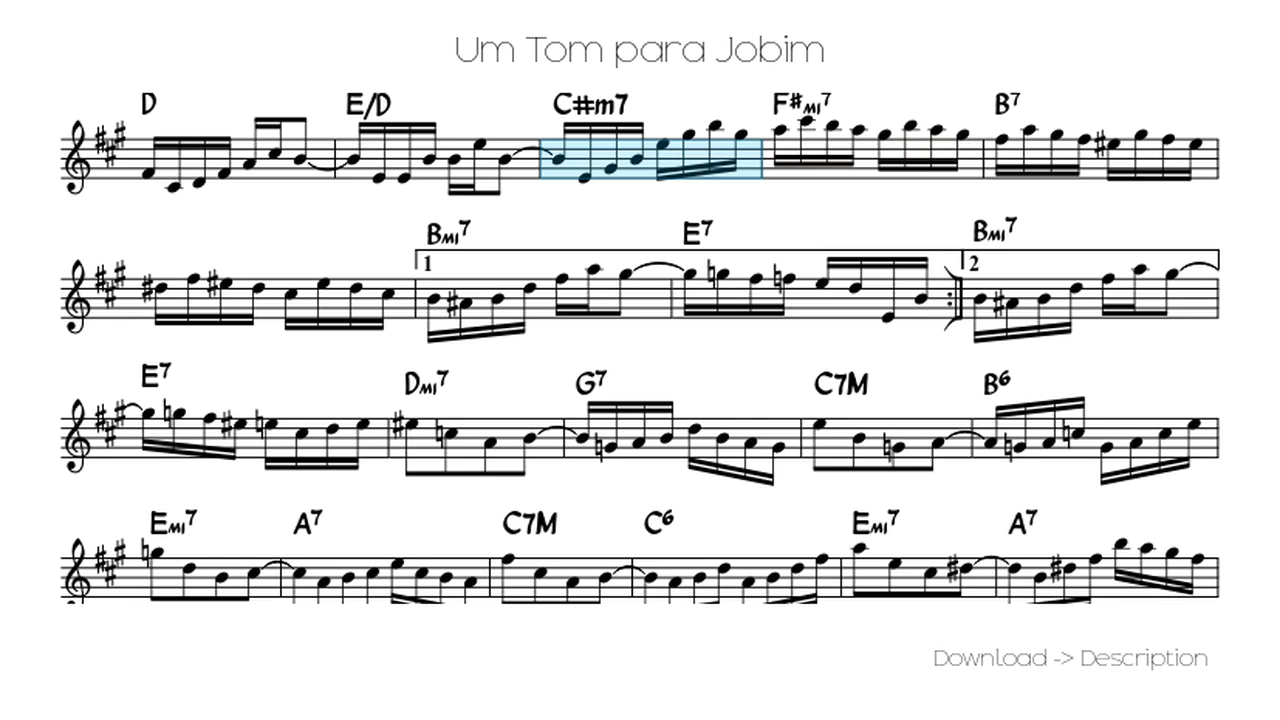 Um Tom para Jobim
D E/D C#m7 F#mi7 B7
Bmi7 E7 Bmi7
1 2
E7 Dmi7 G7 C7M B6
Emi7 A7 C7M C6 Emi7 A7
Download -> Description